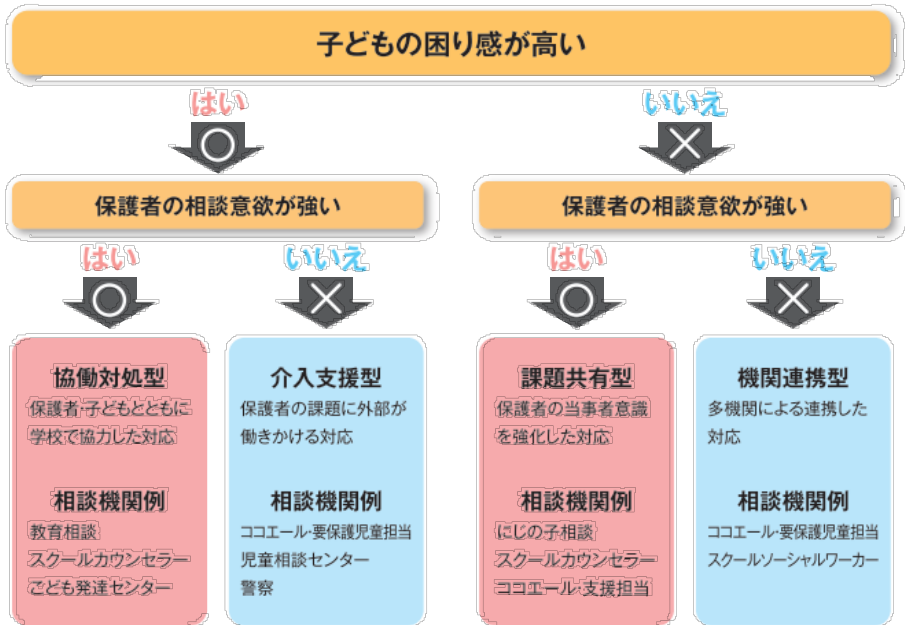 子どもの困り感が高い
はい
いいえ
保護者の相談意欲が強い
保護者の相談意欲が強い
はい
いいえ
はい
いいえ
協働対処型
保護者・子どもとともに
学校で協力した対応
相談機関例
教育相談
スクールカウンセラー
こども発達センター
介入支援型
保護者の課題に外部が
働きかける対応
相談機関例
ココエール・要保護児童担当
児童相談センター
警察
課題共有型
保護者の当事者意識
を強化した対応
相談機関例
にじの子相談
スクールカウンセラー
ココエール・支援担当
機関連携型
多機関による連携した
対応
相談機関例
ココエール・要保護児童担当
スクールソーシャルワーカー